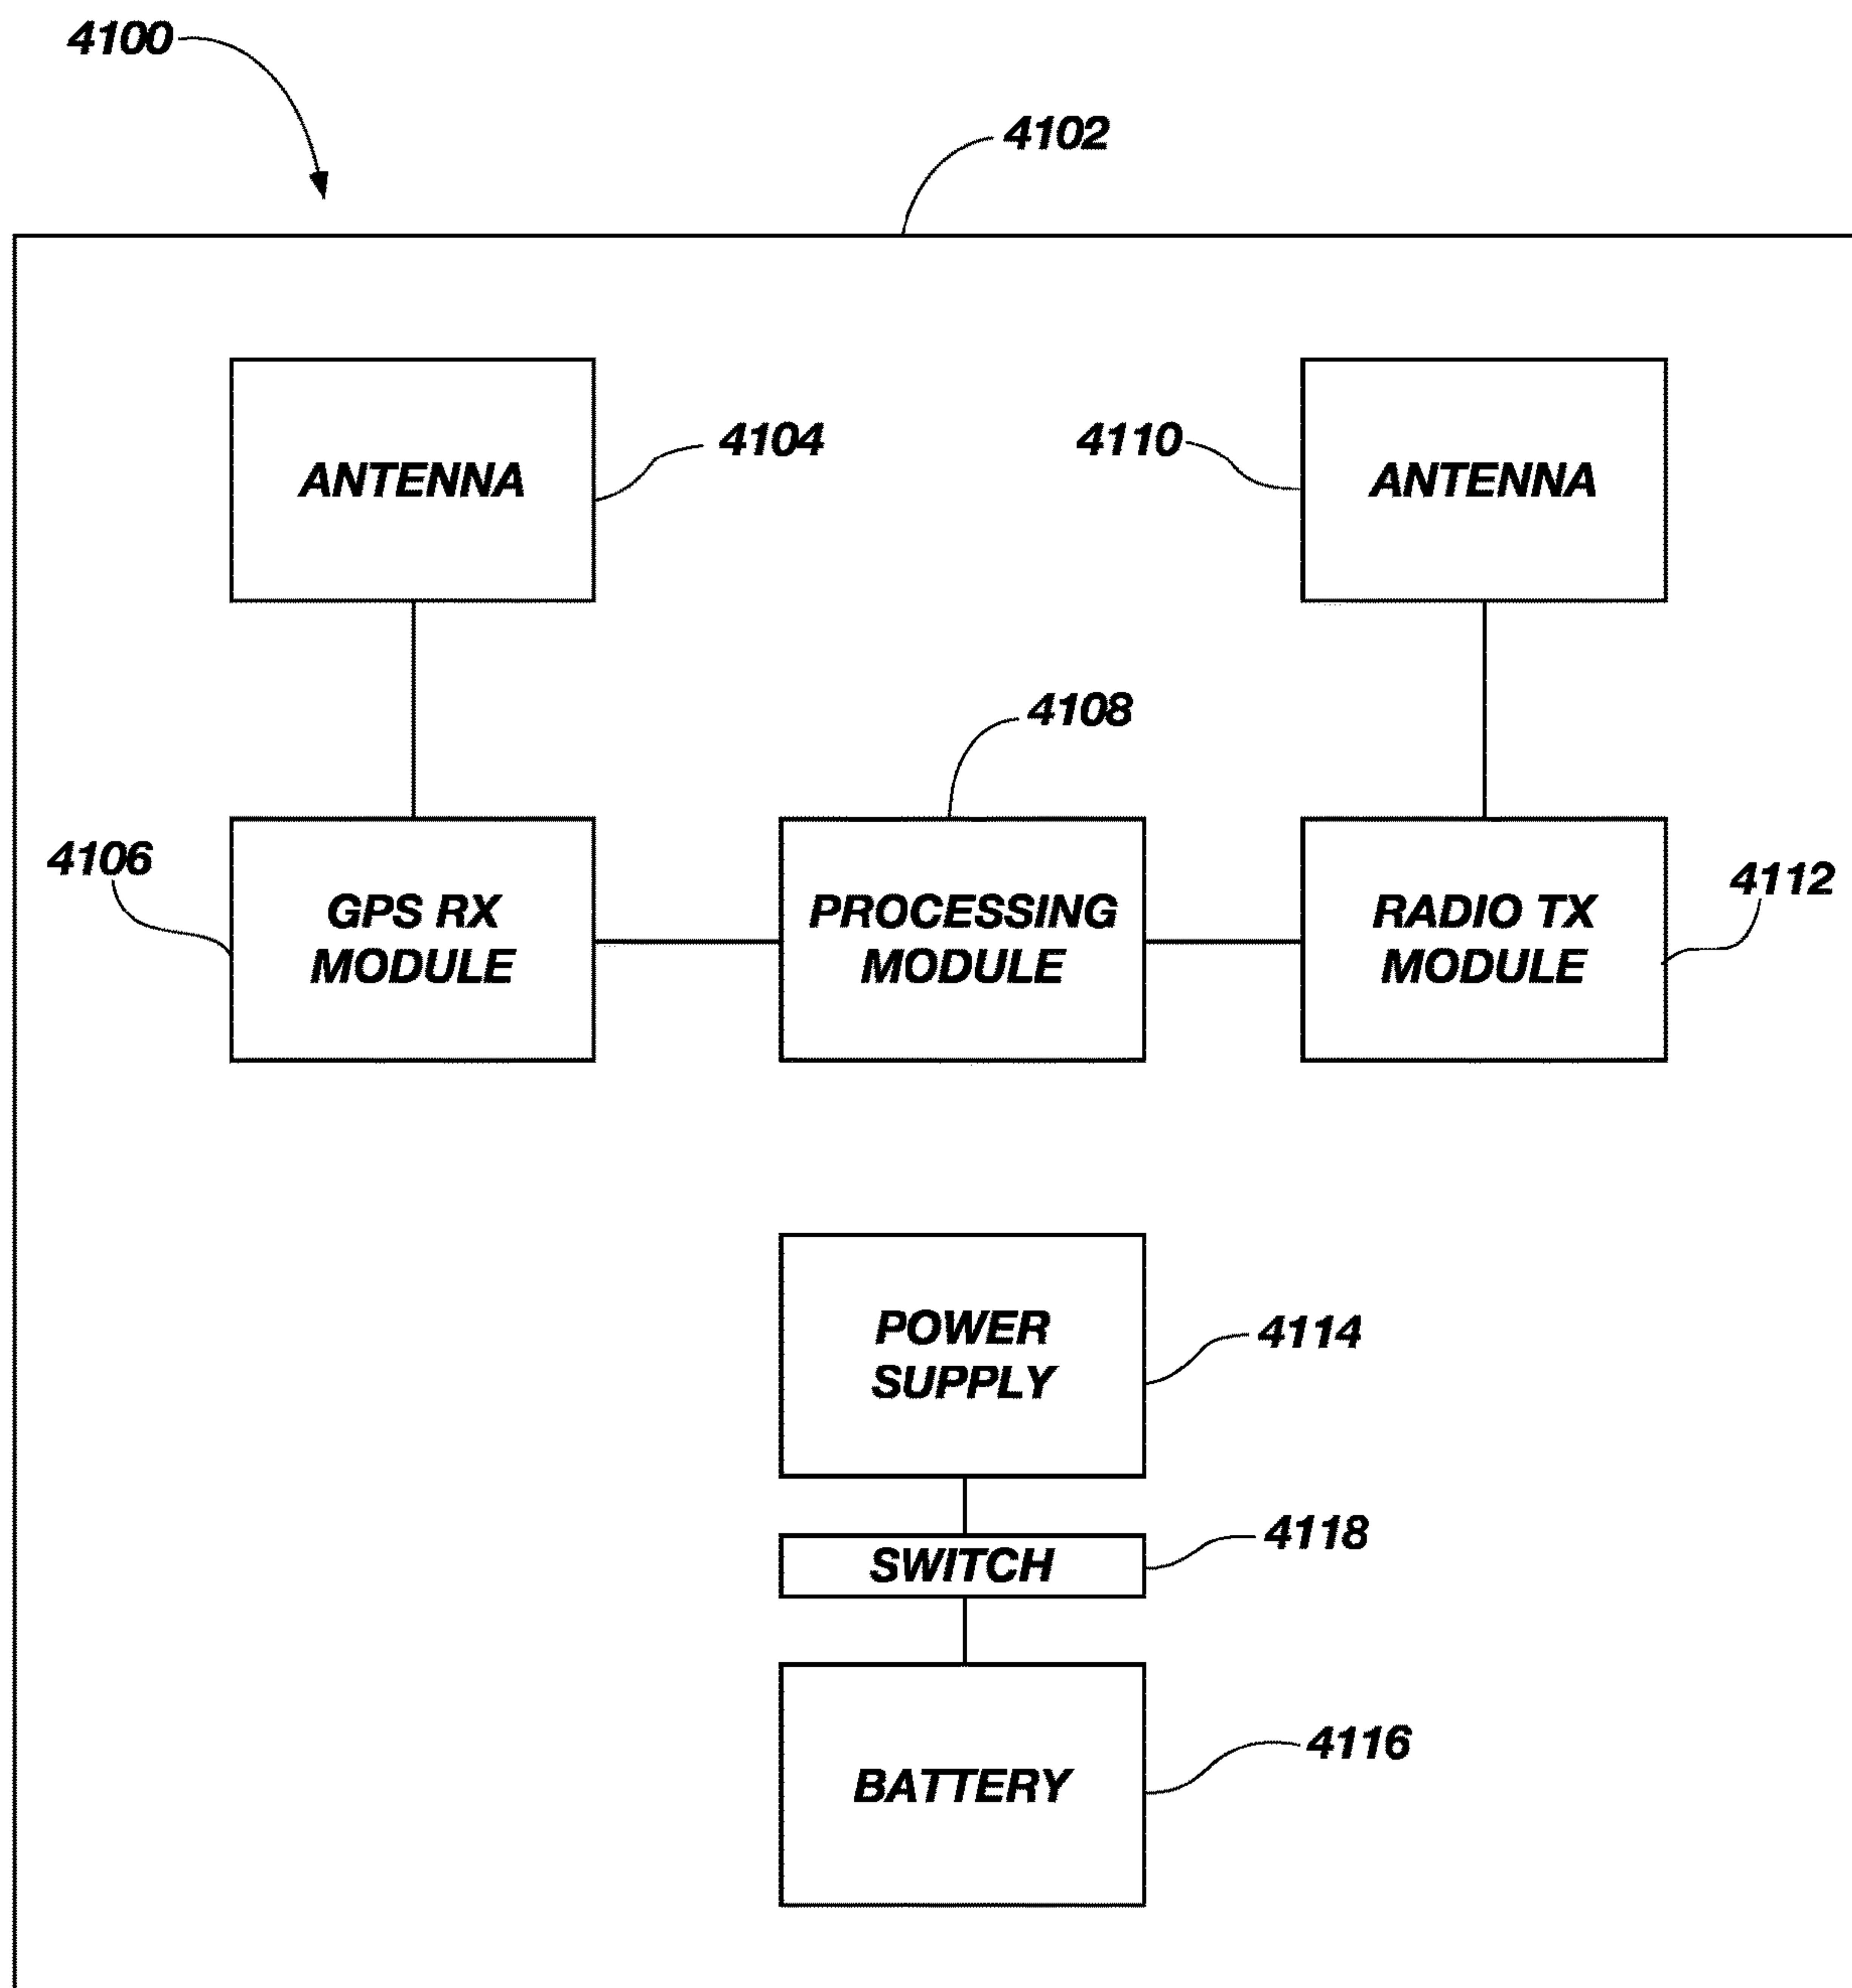 4100
4102
ANTENNA
4104
4110
ANTENNA
4108
4106
GPS RX
MODULE
PROCESSING
MODULE
RADIO TX
MODULE
4112
POWER
SUPPLY
4114
SWITCH
4118
BATTERY
4116